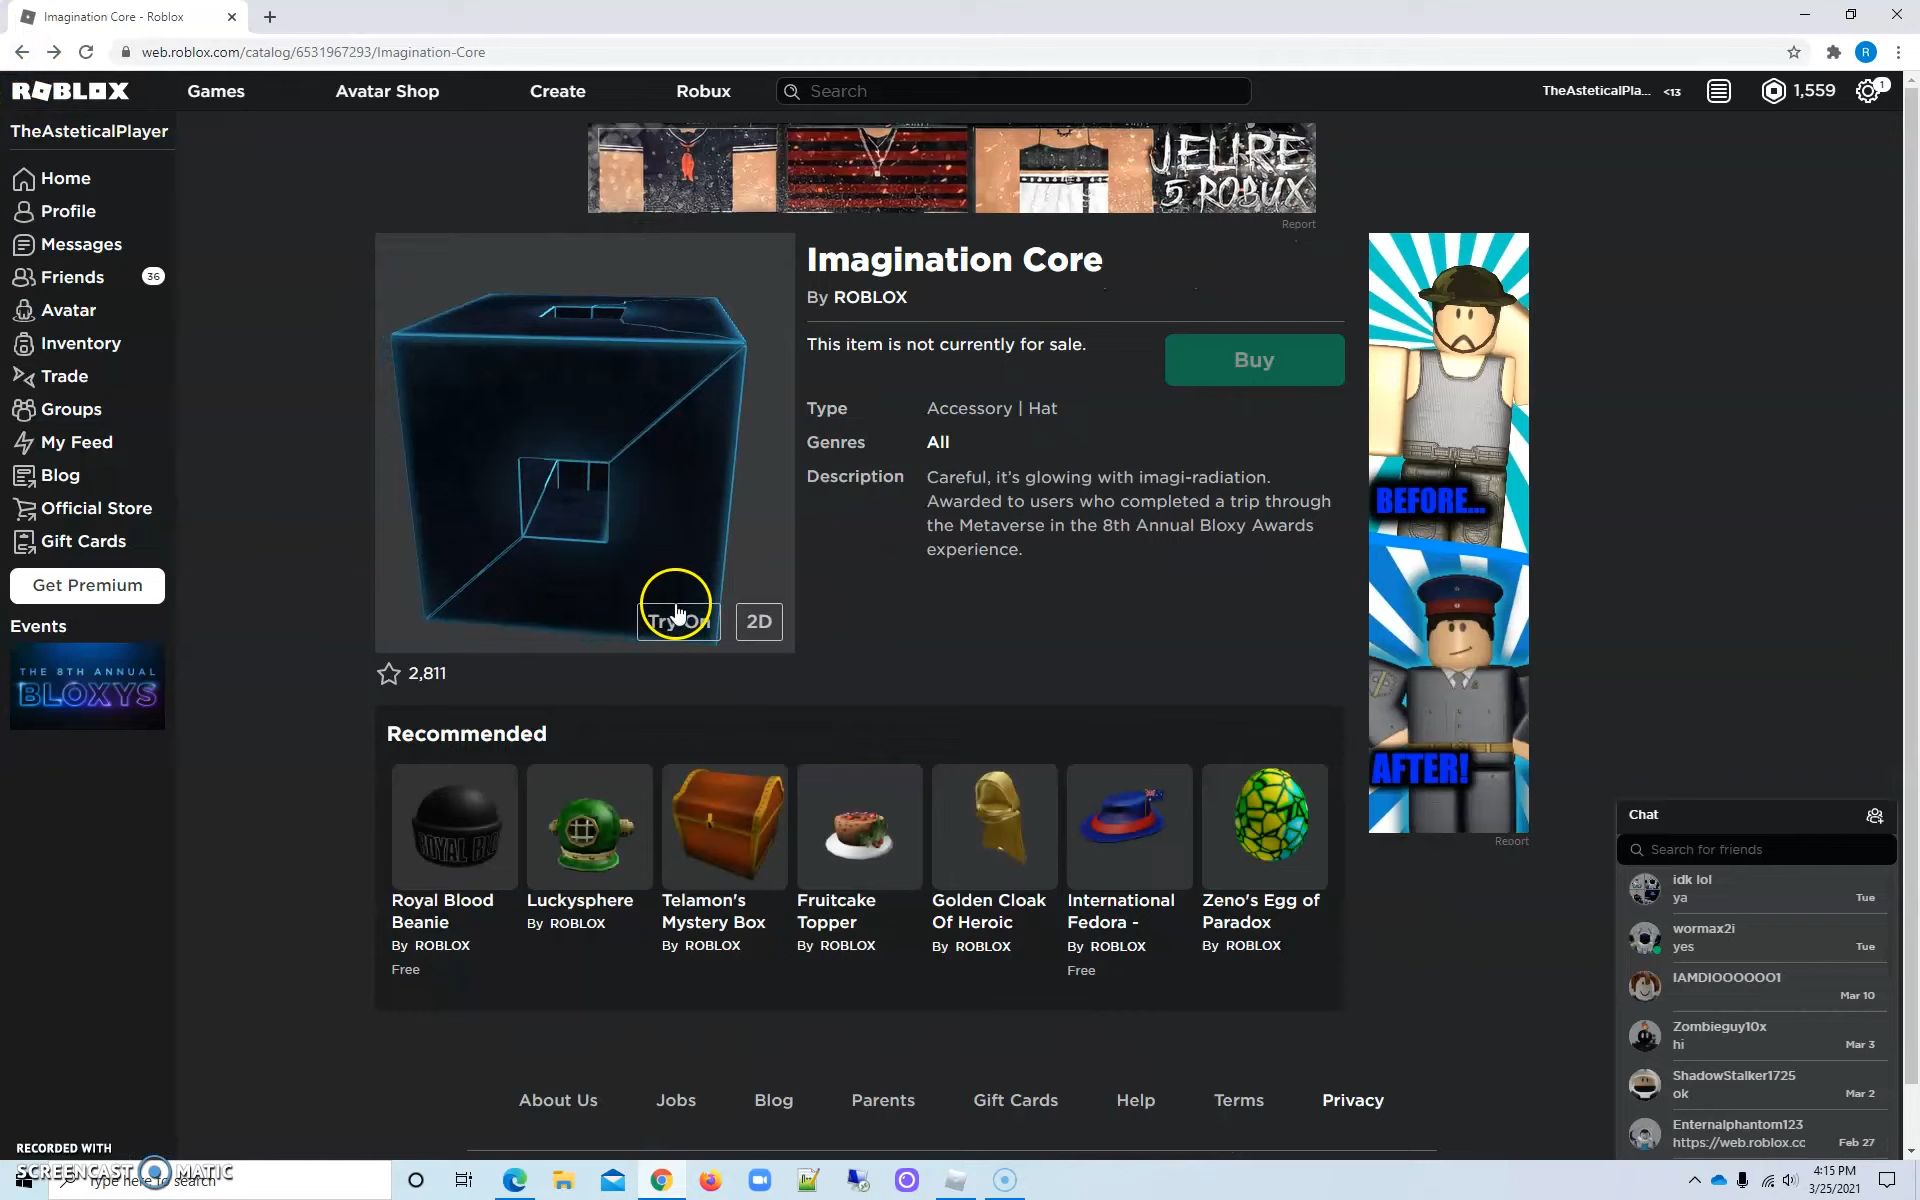 Imagination Core - Roblox
web.roblox.com/catalog/6531967293/Imagination-Core
R
ROBLOX
Games
Avatar Shop
Create
Robux
Search
TheAsteticalPla...
<13
1,559
1
TheAsteticalPlayer
Home
Profile
Messages
Friends
36
Avatar
Inventory
Trade
Groups
My Feed
Blog
Official Store
Gift Cards
Get Premium
Events
THE 8TH ANNUAL
BLOXYS
JELIRE
5 ROBUX
Report
Imagination Core
By ROBLOX
This item is not currently for sale.
Buy
Type
Accessory | Hat
Genres
All
Description
Careful, it's glowing with imagi-radiation.
Awarded to users who completed a trip through
the Metaverse in the 8th Annual Bloxy Awards
experience.
Try On
2D
2,811
BEFORE...
AFTER!
Report
Recommended
Royal Blood
Beanie
By ROBLOX
Free
Luckysphere
By ROBLOX
Telamon's
Mystery Box
By ROBLOX
Fruitcake
Topper
By ROBLOX
Golden Cloak
Of Heroic
By ROBLOX
International
Fedora -
By ROBLOX
Free
Zeno's Egg of
Paradox
By ROBLOX
ROYAL BLO
Chat
Search for friends
idk lol
ya
Tue
wormax2i
yes
Tue
IAMDIOOOOOO1
Mar 10
Zombieguy10x
hi
Mar 3
ShadowStalker1725
ok
Mar 2
Enternalphantom123
https://web.roblox.cc
Feb 27
About Us
Jobs
Blog
Parents
Gift Cards
Help
Terms
Privacy
RECORDED WITH
SCREENCAST MATIC
Type here to search
4:15 PM
3/25/2021